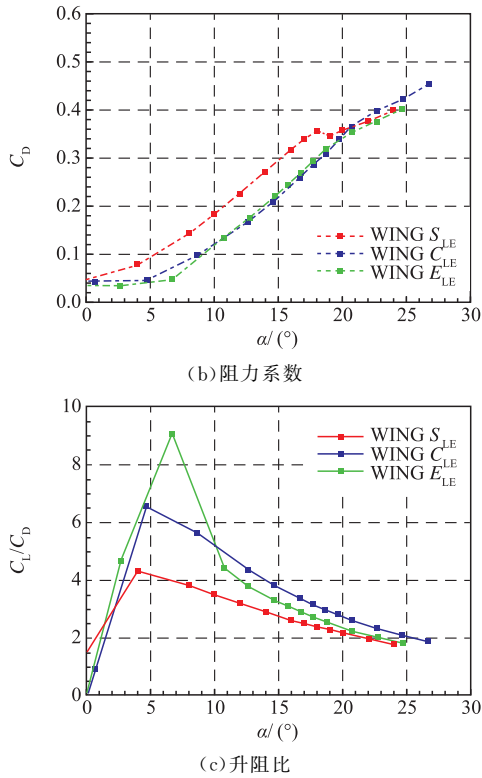 0.6
0.5
0.4
0.3
0.2
0.1
0.0
C_D
WING S_LE
WING C_LE
WING E_LE
0 5 10 15 20 25 30
α/(°)
(b)阻力系数
10
8
6
4
2
0
C_L/C_D
WING S_LE
WING C_LE
WING E_LE
0 5 10 15 20 25 30
α/(°)
(c)升阻比